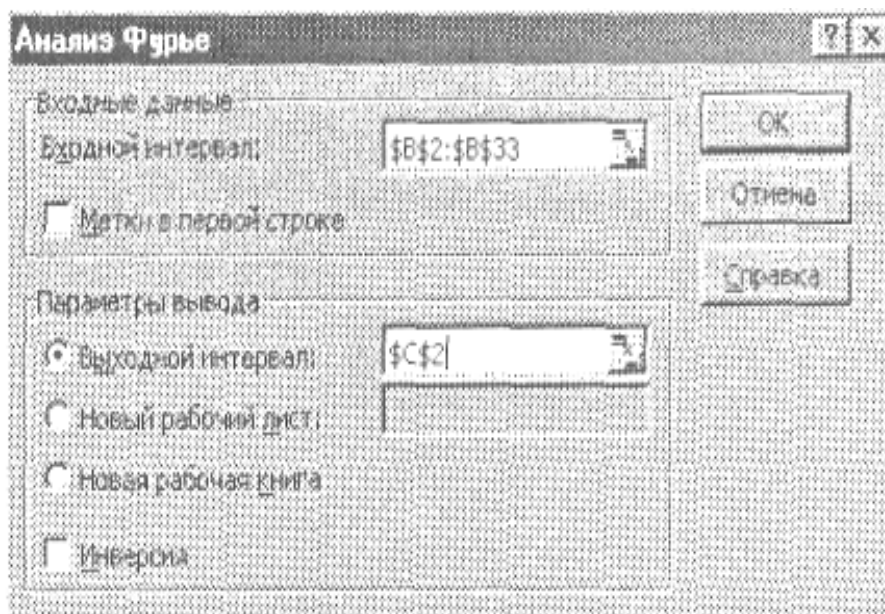 Анализ Фурье
Входные данные
Входной интервал: $B$2:$B$33
Метки в первой строке
OK
Отмена
Справка
Параметры вывода
Выходной интервал: $C$2
Новый рабочий лист:
Новая рабочая книга
Инверсия